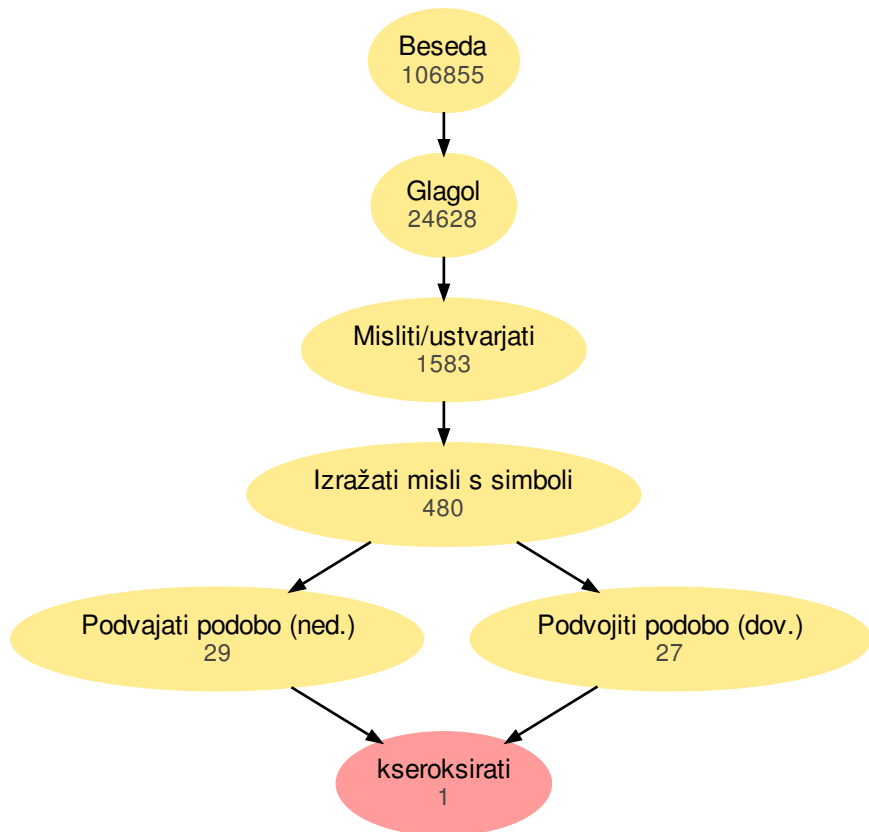 Beseda
106855
Glagol
24628
Misliti/ustvarjati
1583
Izražati misli s simboli
480
Podvajati podobo (ned.)
29
Podvojiti podobo (dov.)
27
kseroksirati
1